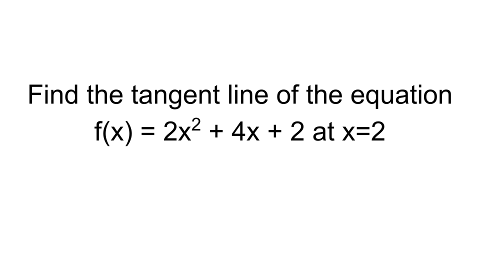 Find the tangent line of the equation
f(x) = 2x² + 4x + 2 at x=2